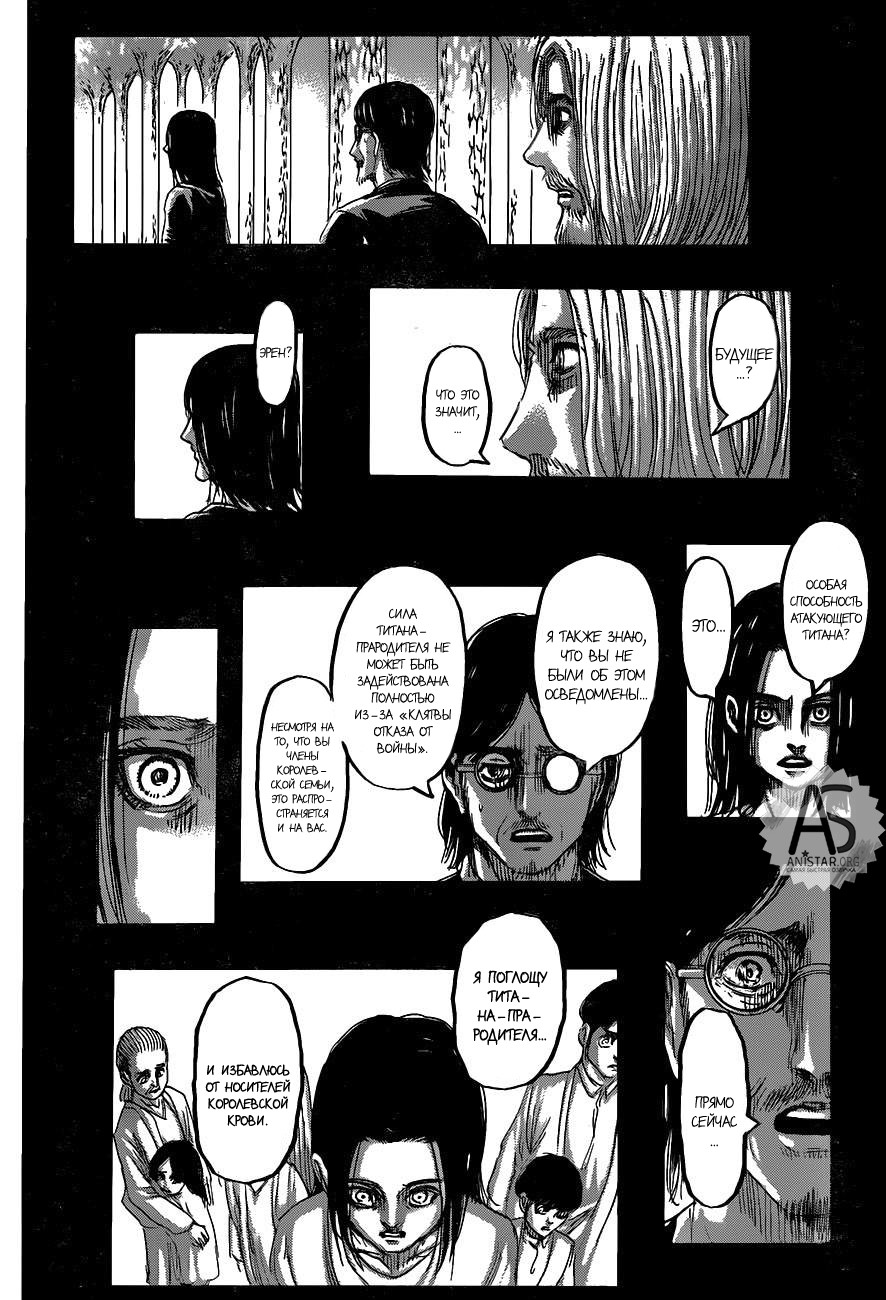 БУДУЩЕЕ
...?
ЧТО ЭТО
ЗНАЧИТ,
...
ЭРЕН?
ОСОБАЯ
СПОСОБНОСТЬ
АТАКУЮЩЕГО
ТИТАНА?
ЭТО...
Я ТАКЖЕ ЗНАЮ,
ЧТО ВЫ НЕ
БЫЛИ ОБ ЭТОМ
ОСВЕДОМЛЕНЫ...
СИЛА
ТИТАНА-
ПРАРОДИТЕЛЯ НЕ
МОЖЕТ БЫТЬ
ЗАДЕЙСТВОВАНА
ПОЛНОСТЬЮ
ИЗ-ЗА «КЛЯТВЫ
ОТКАЗА ОТ
ВОЙНЫ».
НЕСМОТРЯ НА
ТО, ЧТО ВЫ
ЧЛЕНЫ
КОРОЛЕВ-
СКОЙ СЕМЬИ,
ЭТО РАСПРО-
СТРАНЯЕТСЯ
И НА ВАС.
AS
ANISTAR.ORG
САМАЯ БЫСТРАЯ ОЗВУЧКА
ПРЯМО
СЕЙЧАС
...
Я ПОГЛОЩУ
ТИТА-
НА-ПРА-
РОДИТЕЛЯ...
И ИЗБАВЛЮСЬ
ОТ НОСИТЕЛЕЙ
КОРОЛЕВСКОЙ
КРОВИ.